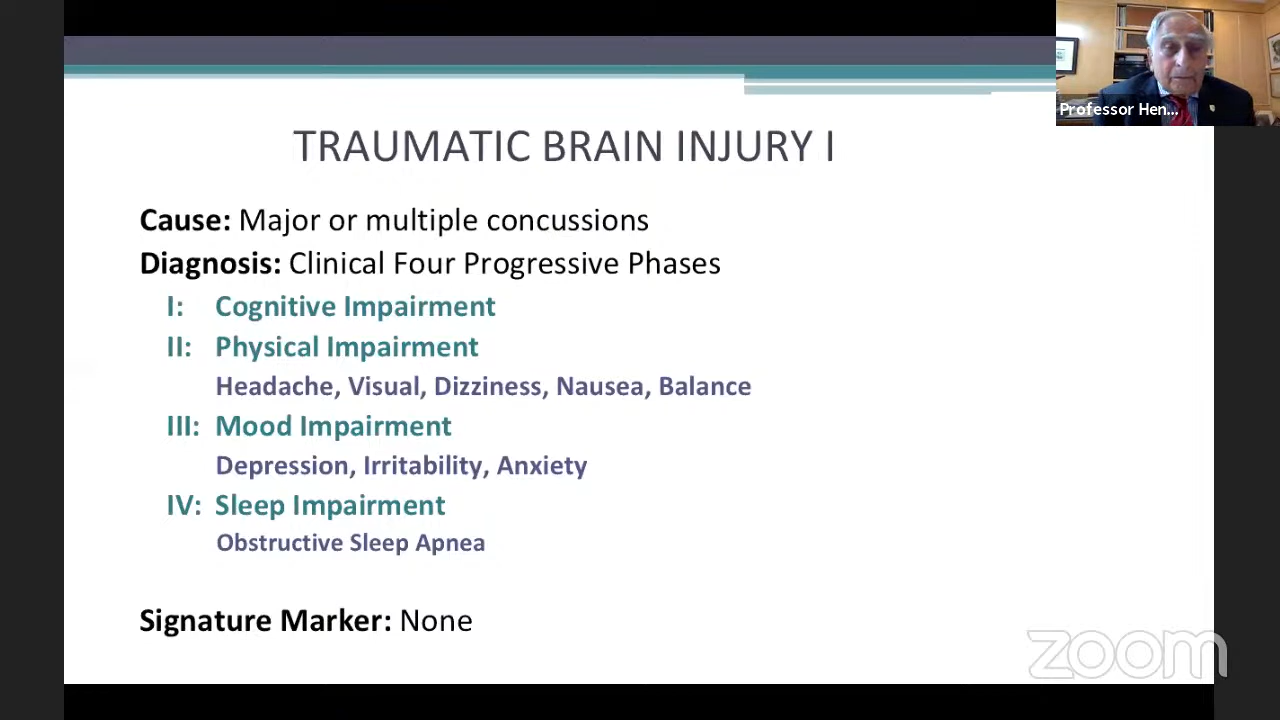 Professor Hen...
TRAUMATIC BRAIN INJURY I
Cause: Major or multiple concussions
Diagnosis: Clinical Four Progressive Phases
I: Cognitive Impairment
II: Physical Impairment
Headache, Visual, Dizziness, Nausea, Balance
III: Mood Impairment
Depression, Irritability, Anxiety
IV: Sleep Impairment
Obstructive Sleep Apnea
Signature Marker: None
zoom